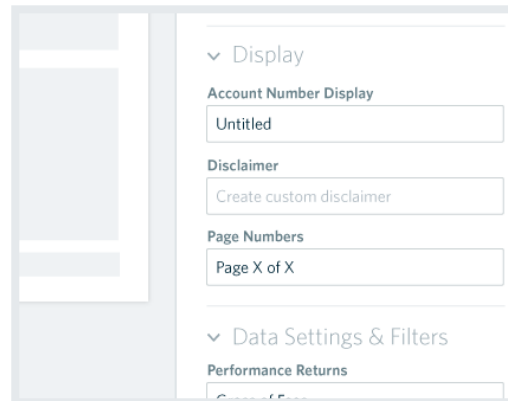 Display
Account Number Display
Untitled
Disclaimer
Create custom disclaimer
Page Numbers
Page X of X
Data Settings & Filters
Performance Returns